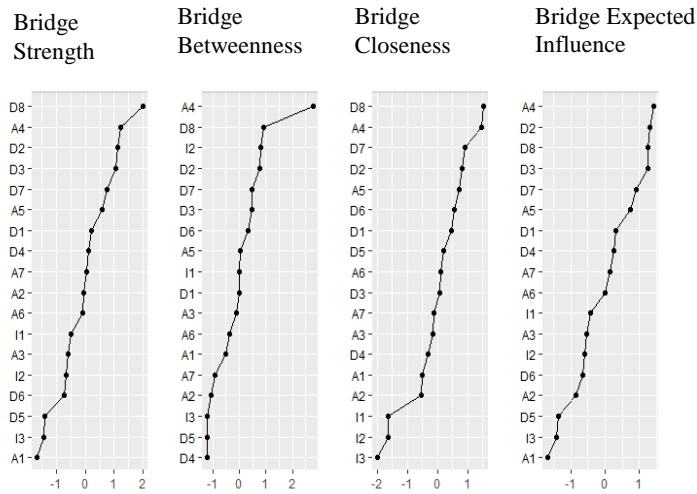 Bridge
Strength
D8
A4
D2
D3
D7
A5
D1
D4
A7
A2
A6
I1
A3
I2
D6
D5
I3
A1
-1 0 1 2
Bridge
Betweenness
A4
D8
I2
D2
D7
D3
D6
A5
I1
D1
A3
A6
A1
A7
A2
I3
D5
D4
-1 0 1 2
Bridge
Closeness
D8
A4
D7
D2
A5
D6
D1
D5
A6
D3
A7
A3
D4
A1
A2
I1
I2
I3
-2 -1 0 1
Bridge Expected
Influence
A4
D2
D8
D3
D7
A5
D1
D4
A7
A6
I1
A3
I2
D6
A2
D5
I3
A1
-1 0 1